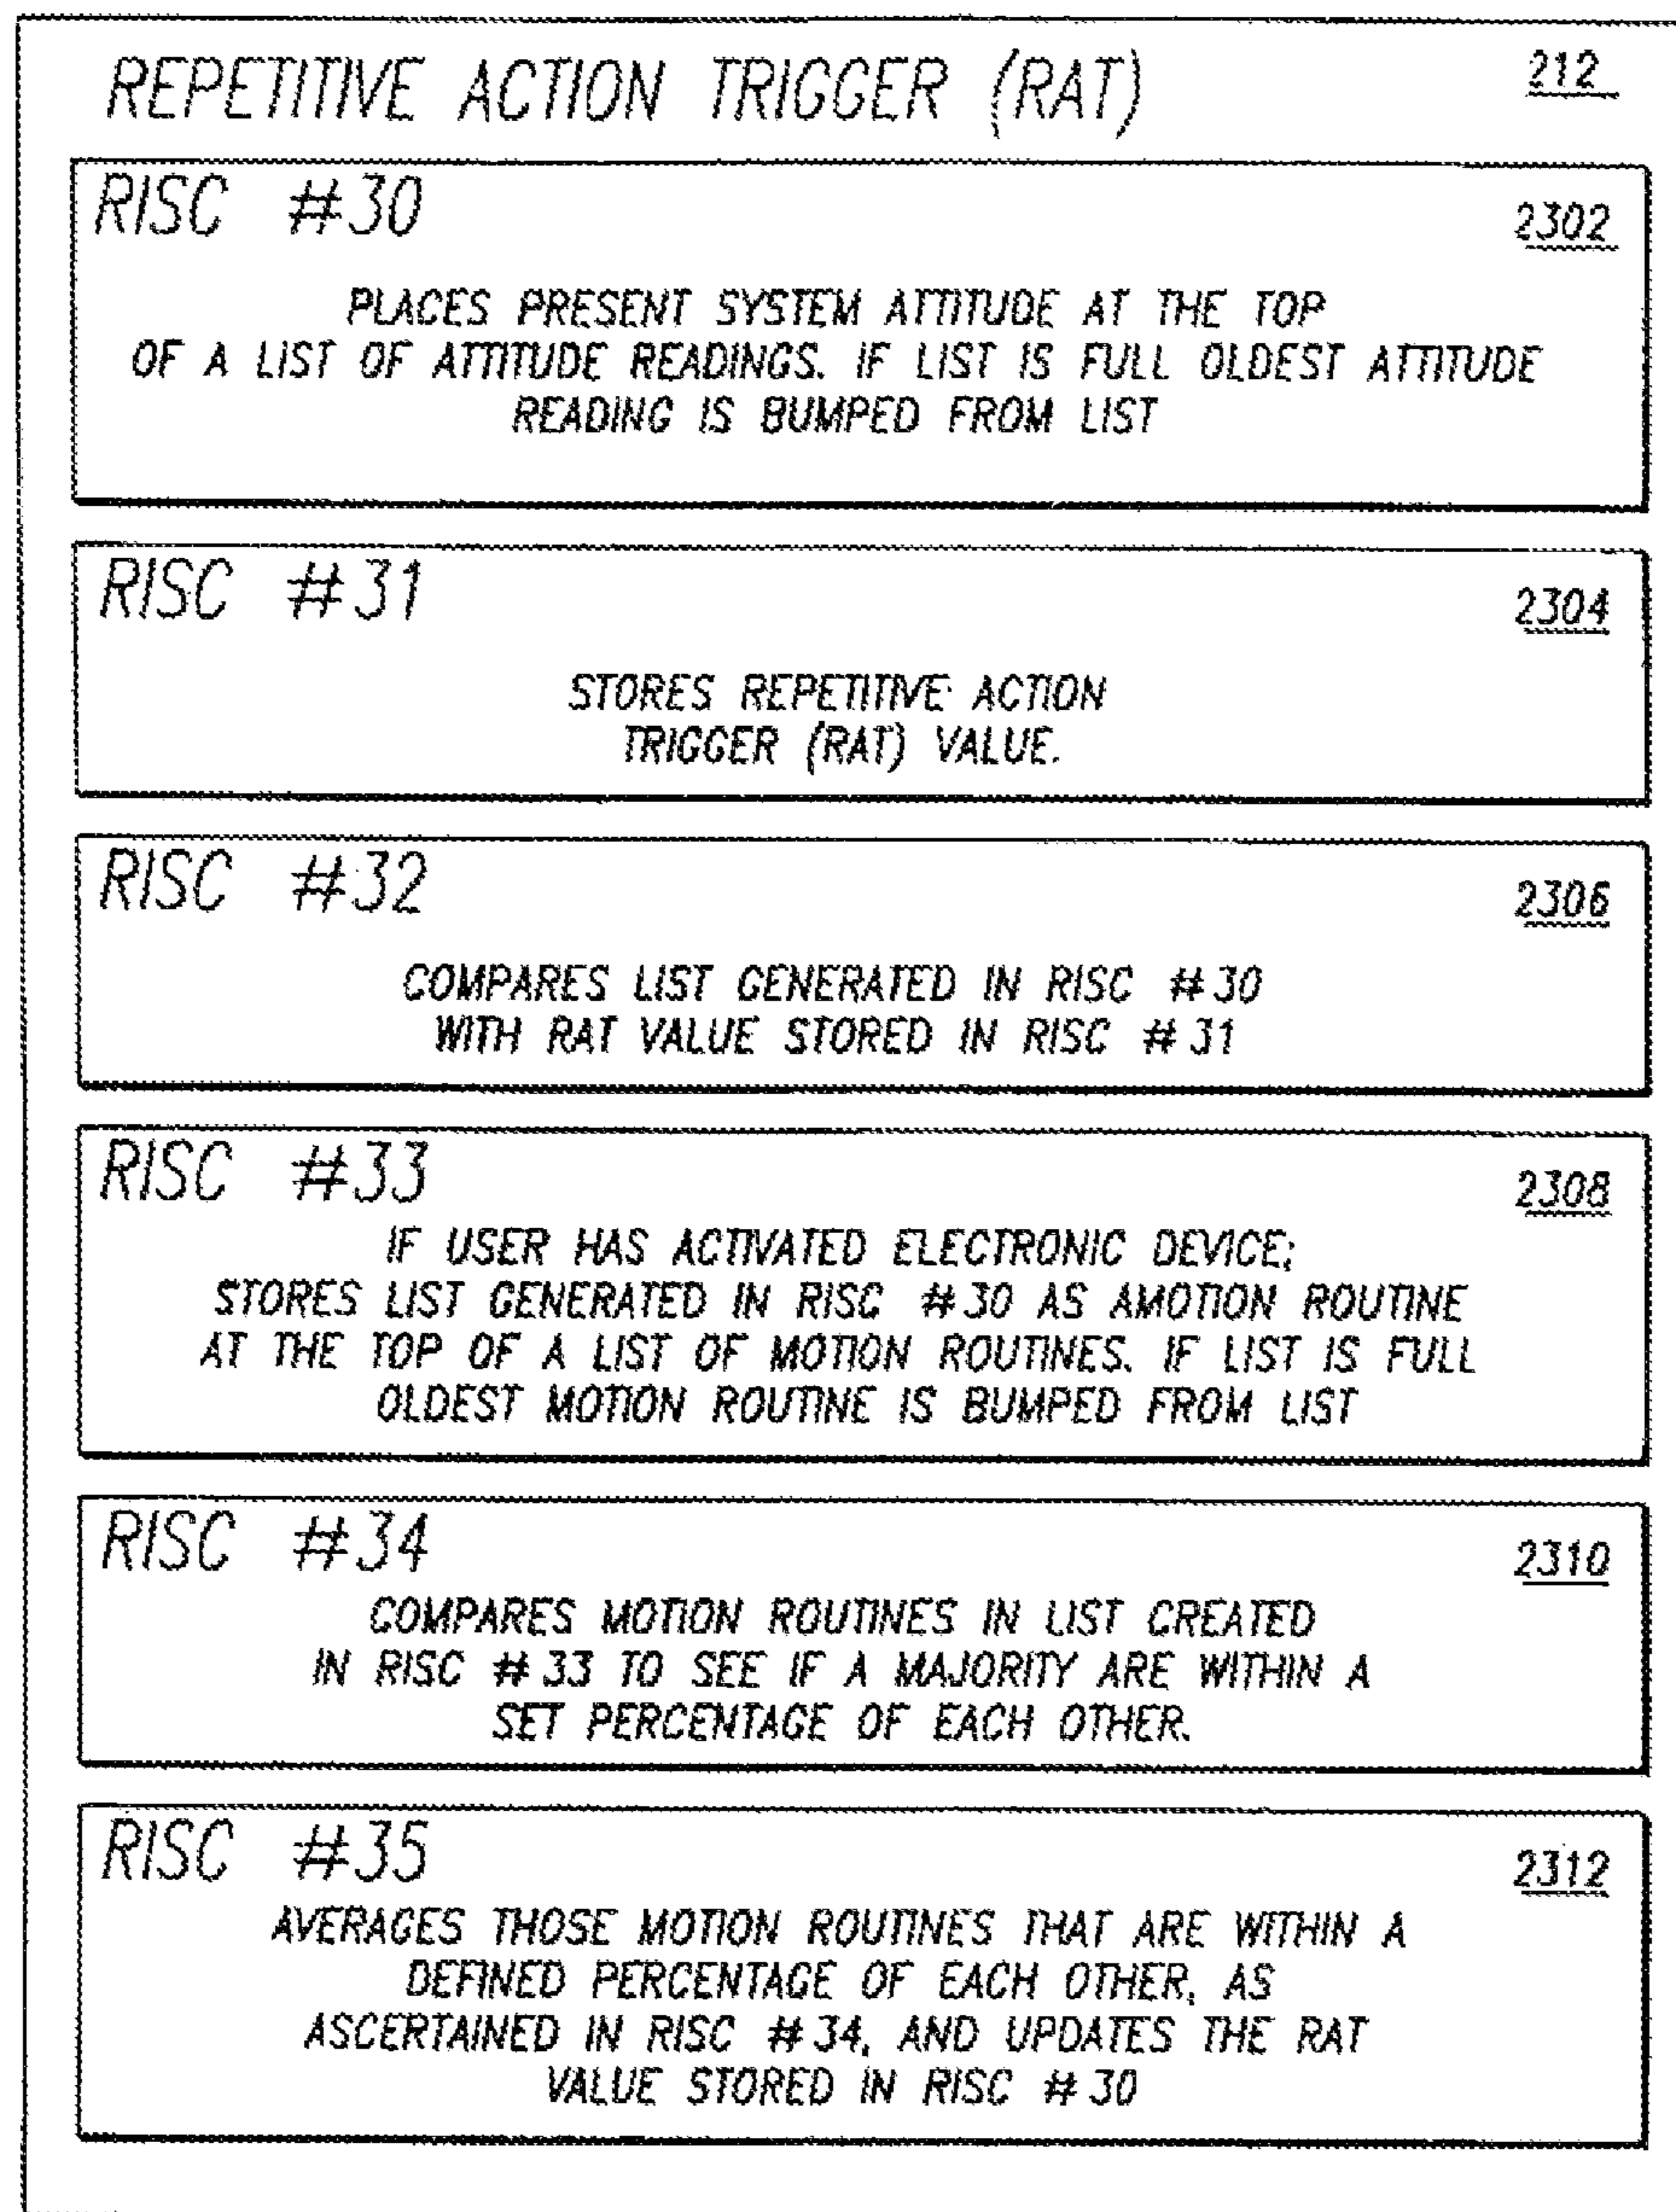 REPETITIVE ACTION TRIGGER (RAT) 212
RISC #30 2302
PLACES PRESENT SYSTEM ATTITUDE AT THE TOP
OF A LIST OF ATTITUDE READINGS. IF LIST IS FULL OLDEST ATTITUDE
READING IS BUMPED FROM LIST
RISC #31 2304
STORES REPETITIVE ACTION
TRIGGER (RAT) VALUE.
RISC #32 2306
COMPARES LIST GENERATED IN RISC #30
WITH RAT VALUE STORED IN RISC #31
RISC #33 2308
IF USER HAS ACTIVATED ELECTRONIC DEVICE;
STORES LIST GENERATED IN RISC #30 AS AMOTION ROUTINE
AT THE TOP OF A LIST OF MOTION ROUTINES. IF LIST IS FULL
OLDEST MOTION ROUTINE IS BUMPED FROM LIST
RISC #34 2310
COMPARES MOTION ROUTINES IN LIST CREATED
IN RISC #33 TO SEE IF A MAJORITY ARE WITHIN A
SET PERCENTAGE OF EACH OTHER.
RISC #35 2312
AVERAGES THOSE MOTION ROUTINES THAT ARE WITHIN A
DEFINED PERCENTAGE OF EACH OTHER, AS
ASCERTAINED IN RISC #34, AND UPDATES THE RAT
VALUE STORED IN RISC #30